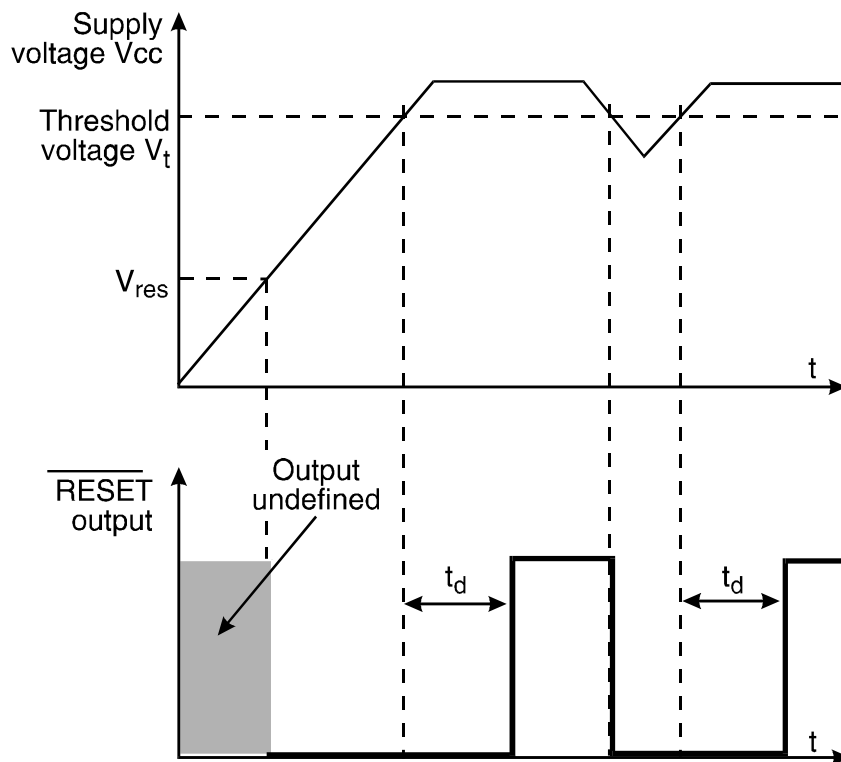 Supply
voltage Vcc
Threshold
voltage Vt
Vres
t
RESET
output
Output
undefined
td
td
t